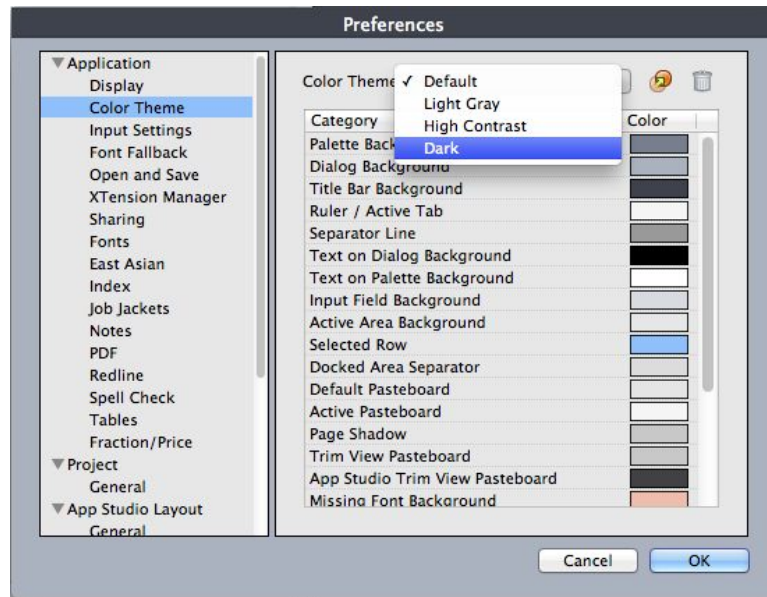 Preferences
Application
Display
Color Theme
Input Settings
Font Fallback
Open and Save
XTension Manager
Sharing
Fonts
East Asian
Index
Job Jackets
Notes
PDF
Redline
Spell Check
Tables
Fraction/Price
Project
General
App Studio Layout
General
Color Theme
✓ Default
Light Gray
High Contrast
Dark
Category
Color
Palette Back
Dialog Background
Title Bar Background
Ruler / Active Tab
Separator Line
Text on Dialog Background
Text on Palette Background
Input Field Background
Active Area Background
Selected Row
Docked Area Separator
Default Pasteboard
Active Pasteboard
Page Shadow
Trim View Pasteboard
App Studio Trim View Pasteboard
Missing Font Background
Cancel
OK